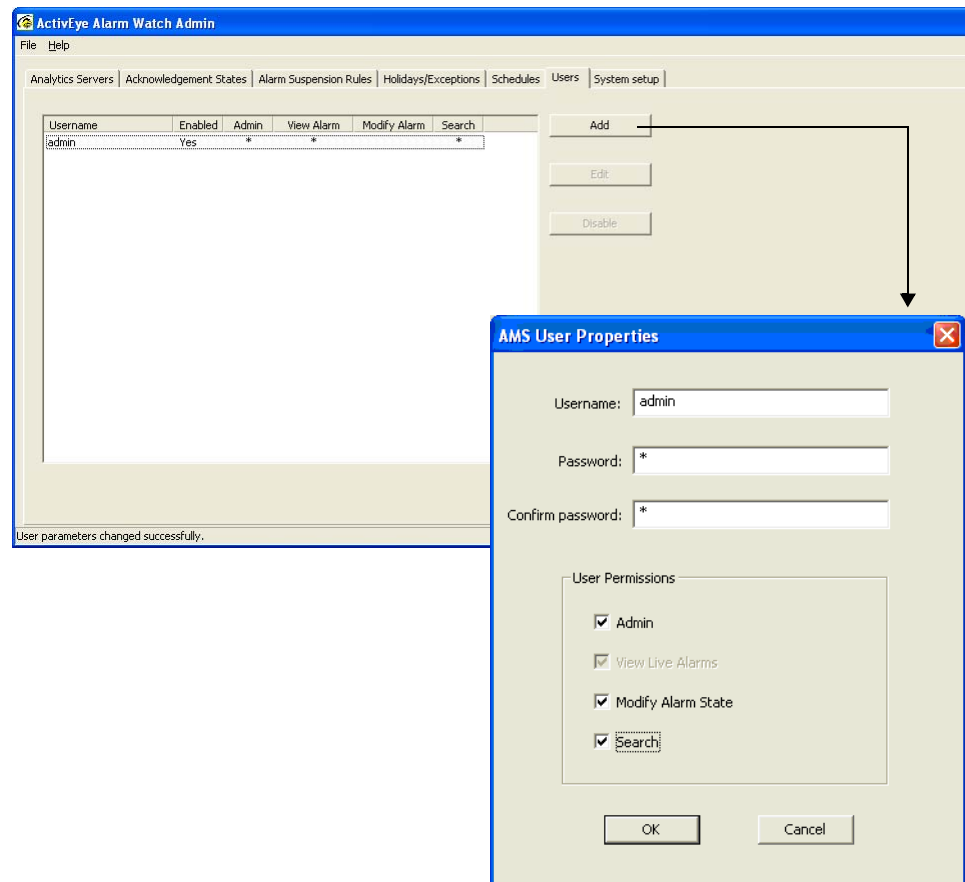 ActivEye Alarm Watch Admin
File Help
Analytics Servers Acknowledgement States Alarm Suspension Rules Holidays/Exceptions Schedules Users System setup
Username Enabled Admin View Alarm Modify Alarm Search
admin Yes * * *
Add
Edit
Disable
User parameters changed successfully.
AMS User Properties
Username: admin
Password: *
Confirm password: *
User Permissions
Admin
View Live Alarms
Modify Alarm State
Search
OK Cancel